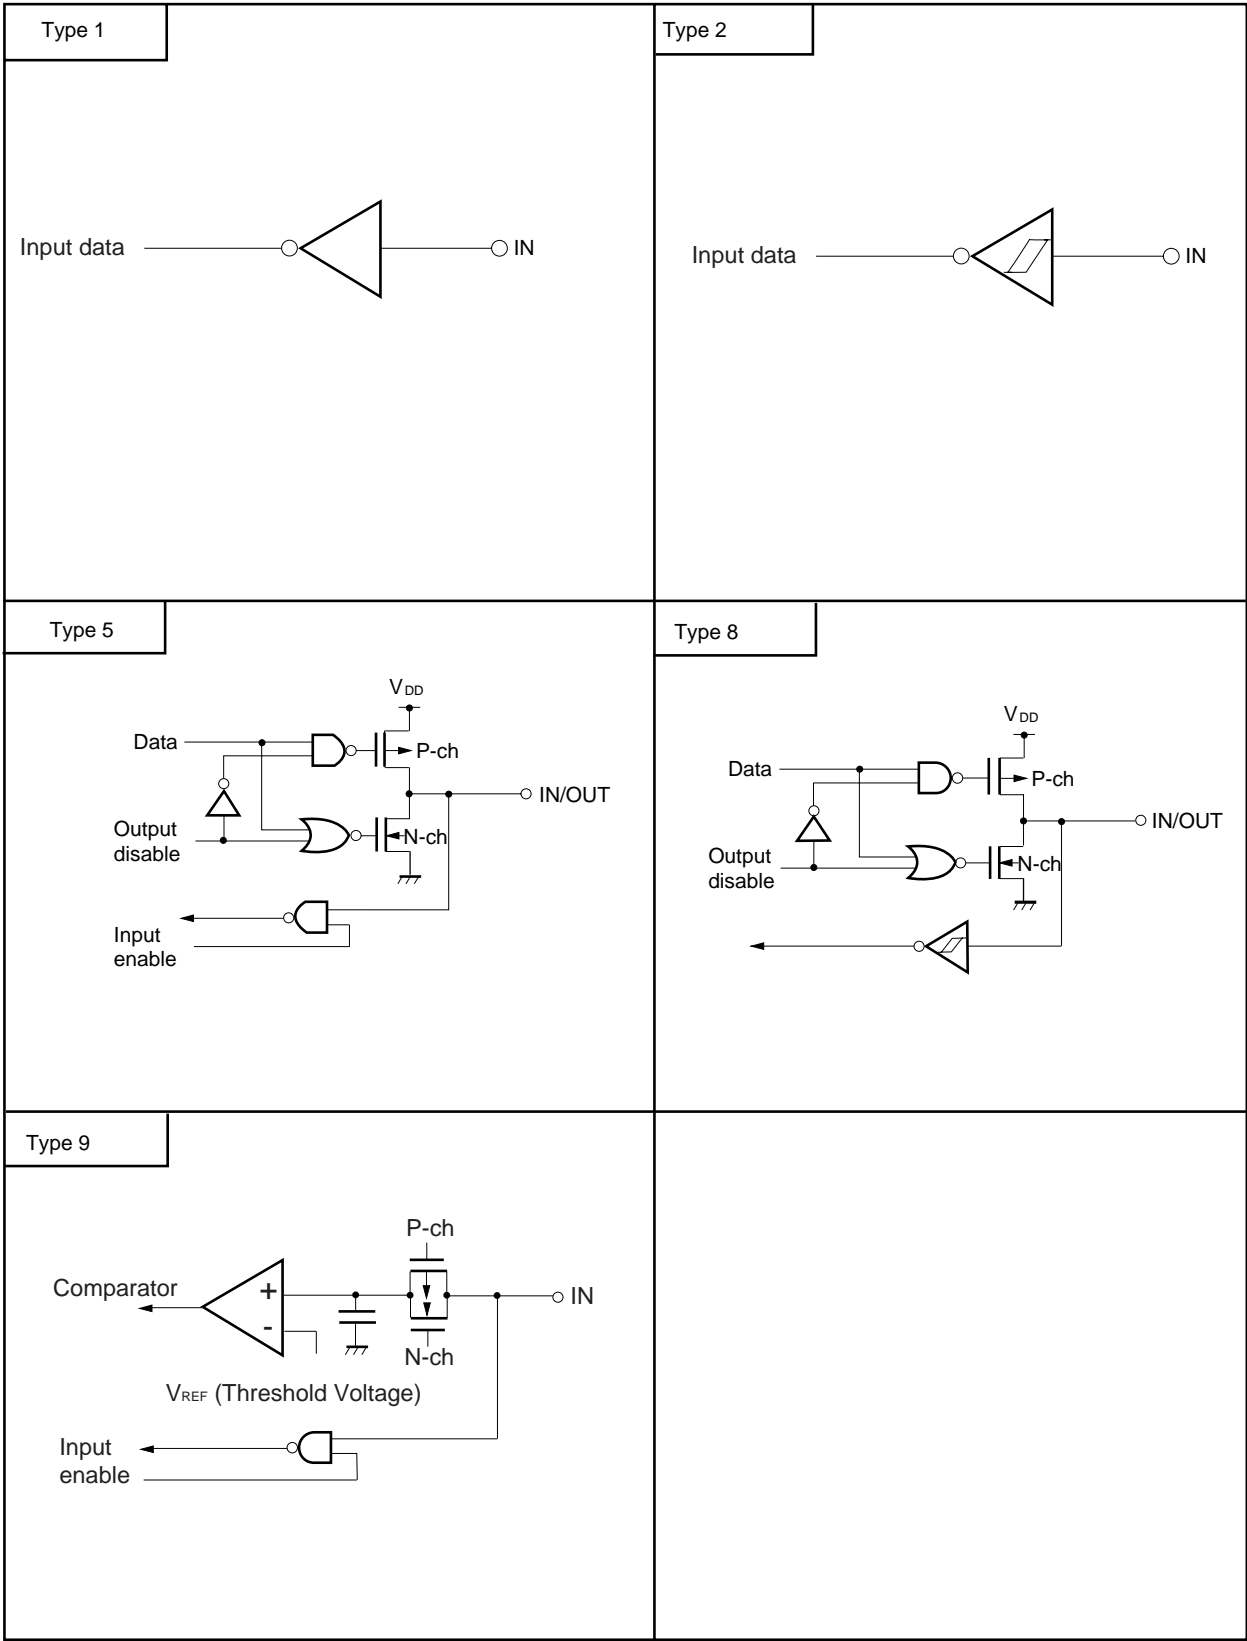 Type 1
Input data
IN
Type 2
Input data
IN
Type 5
VDD
Data
P-ch
IN/OUT
Output
disable
N-ch
Input
enable
Type 8
VDD
Data
P-ch
IN/OUT
Output
disable
N-ch
Type 9
P-ch
Comparator
+
-
IN
N-ch
VREF (Threshold Voltage)
Input
enable